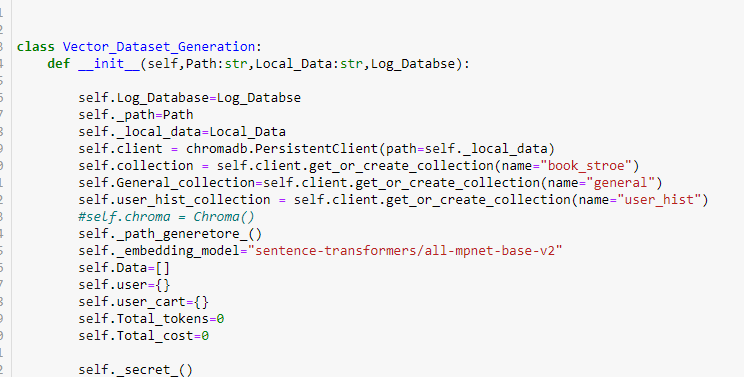 class Vector_Dataset_Generation:
    def __init__(self,Path:str,Local_Data:str,Log_Databse):
        self.Log_Database=Log_Databse
        self._path=Path
        self._local_data=Local_Data
        self.client = chromadb.PersistentClient(path=self._local_data)
        self.collection = self.client.get_or_create_collection(name="book_stroe")
        self.General_collection=self.client.get_or_create_collection(name="general")
        self.user_hist_collection = self.client.get_or_create_collection(name="user_hist")
        #self.chroma = Chroma()
        self._path_generetore_()
        self._embedding_model="sentence-transformers/all-mpnet-base-v2"
        self.Data=[]
        self.user={}
        self.user_cart={}
        self.Total_tokens=0
        self.Total_cost=0
        self._secret_()